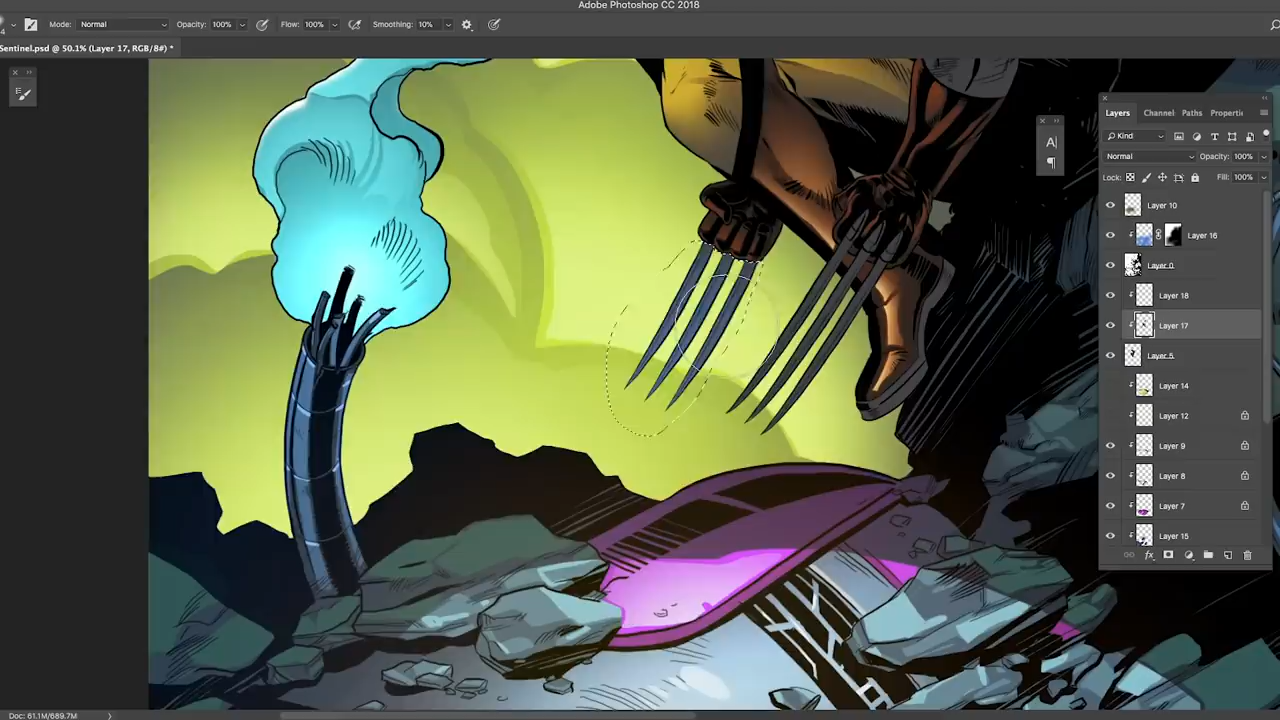 Adobe Photoshop CC 2018
Mode: Normal Opacity: 100% Flow: 100% Smoothing: 10%
Sentinel.psd @ 50.1% (Layer 17, RGB/8#) *
Layers Channel Paths Properti
Kind
Normal Opacity: 100%
Lock: Fill: 100%
Layer 10
Layer 16
Layer 0
Layer 18
Layer 17
Layer 5
Layer 14
Layer 12
Layer 9
Layer 8
Layer 7
Layer 15
fx
A
¶
Doc: 61.1M/689.7M